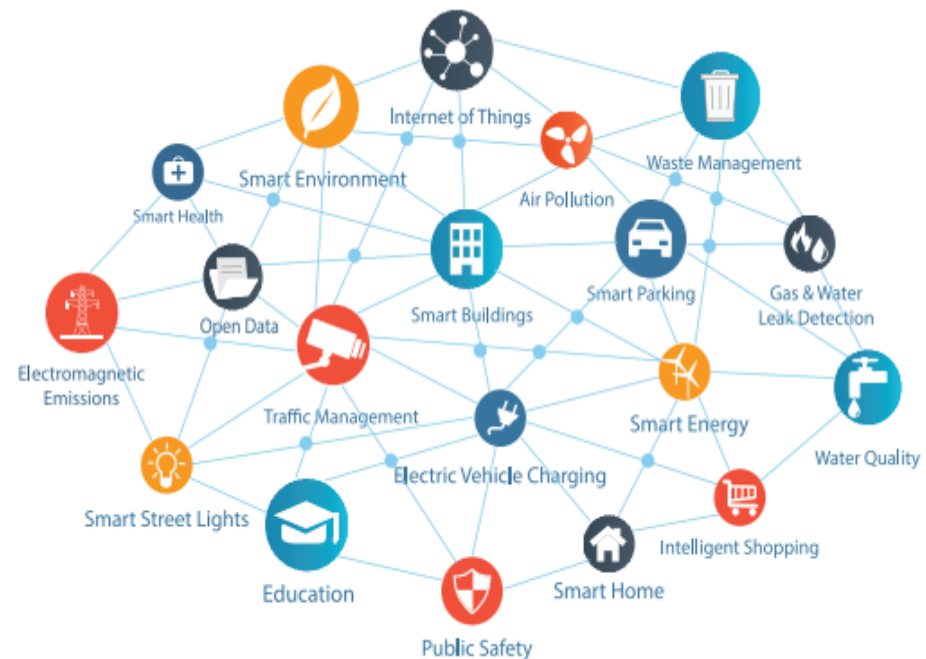 Internet of Things
Waste Management
Smart Environment
Air Pollution
Smart Health
Smart Parking
Gas & Water
Leak Detection
Open Data
Smart Buildings
Electromagnetic
Emissions
Traffic Management
Smart Energy
Water Quality
Electric Vehicle Charging
Smart Street Lights
Intelligent Shopping
Education
Smart Home
Public Safety